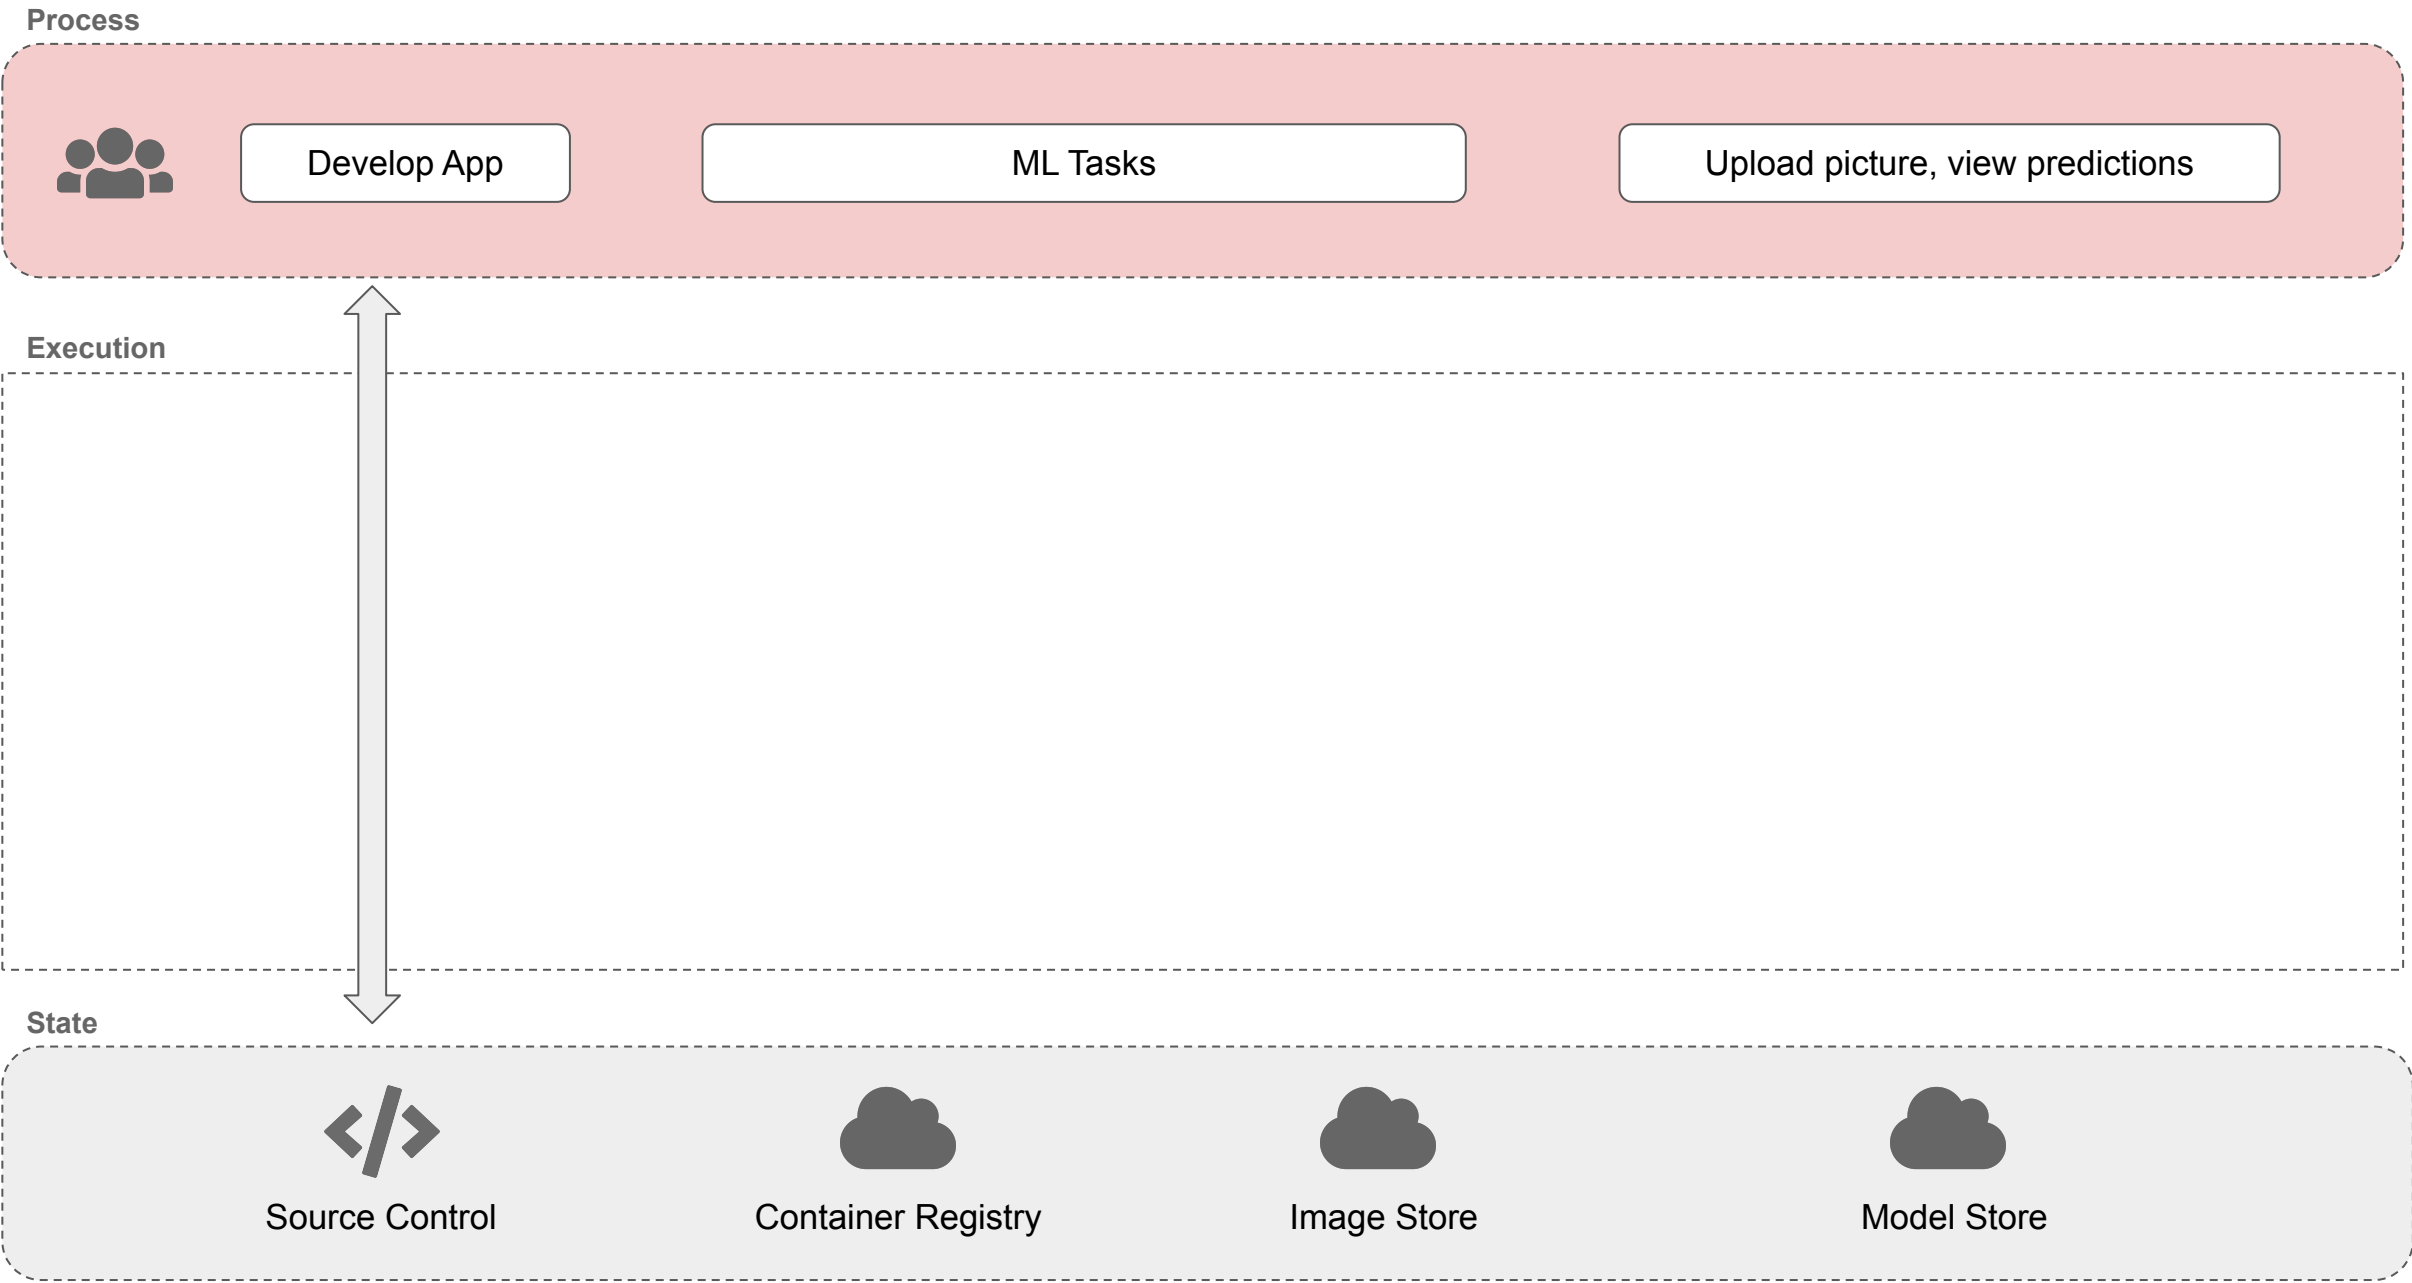 Process
Develop App
ML Tasks
Upload picture, view predictions
Execution
State
Source Control
Container Registry
Image Store
Model Store